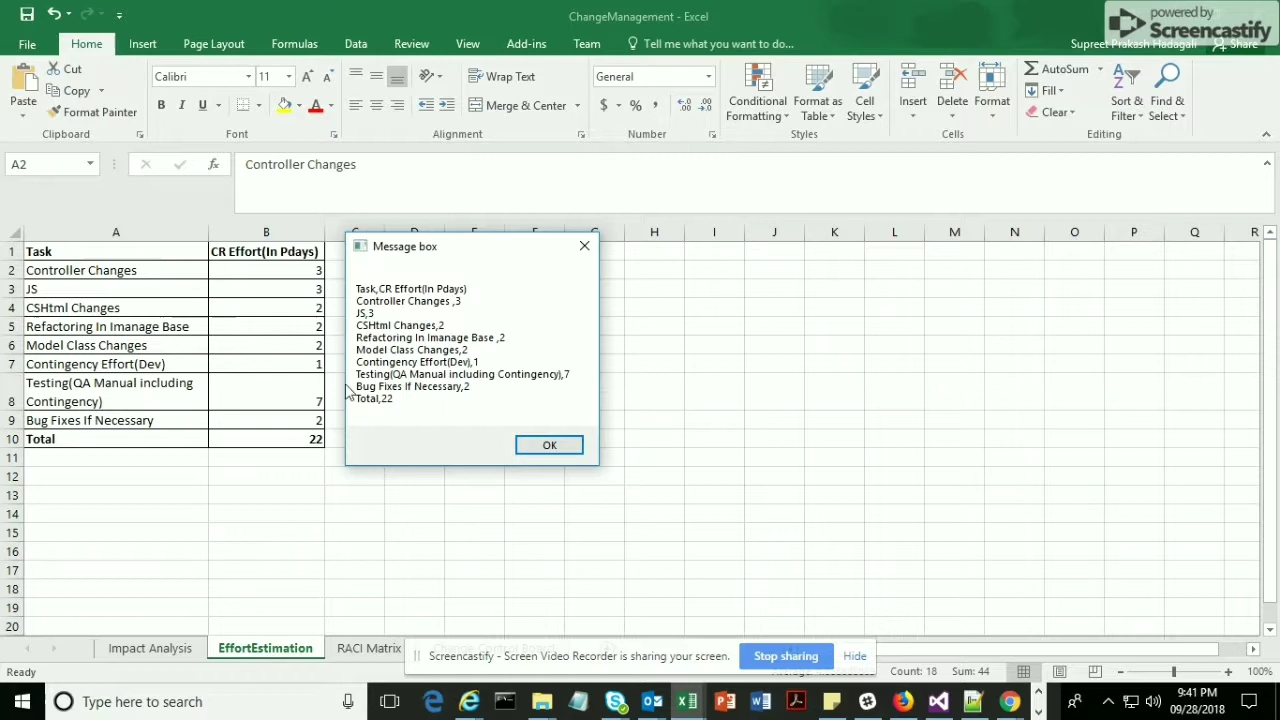 ChangeManagement - Excel
powered by
Screencastify
File Home Insert Page Layout Formulas Data Review View Add-ins Team Tell me what you want to do... Supreet Prakash Hadagali Share
Paste
Cut
Copy
Format Painter
Clipboard
Calibri 11
B I U
Font
Wrap Text
Merge & Center
Alignment
General
$ % ,
Number
Conditional Formatting
Format as Table
Cell Styles
Styles
Insert
Delete
Format
Cells
AutoSum
Fill
Clear
Sort & Filter
Find & Select
Editing
A2 fx Controller Changes
A B H I J K L M N O P Q R
1 Task CR Effort(In Pdays)
2 Controller Changes 3
3 JS 3
4 CSHtml Changes 2
5 Refactoring In Imanage Base 2
6 Model Class Changes 2
7 Contingency Effort(Dev) 1
Testing(QA Manual including
8 Contingency) 7
9 Bug Fixes If Necessary 2
10 Total 22
11
12
13
14
15
16
17
18
19
20
Message box
Task,CR Effort(In Pdays)
Controller Changes ,3
JS,3
CSHtml Changes,2
Refactoring In Imanage Base ,2
Model Class Changes,2
Contingency Effort(Dev),1
Testing(QA Manual including Contingency),7
Bug Fixes If Necessary,2
Total,22
OK
Impact Analysis EffortEstimation RACI Matrix
Screencastify - Screen Video Recorder is sharing your screen. Stop sharing Hide
Ready Count: 18 Sum: 44 100%
Type here to search
9:41 PM
09/28/2018